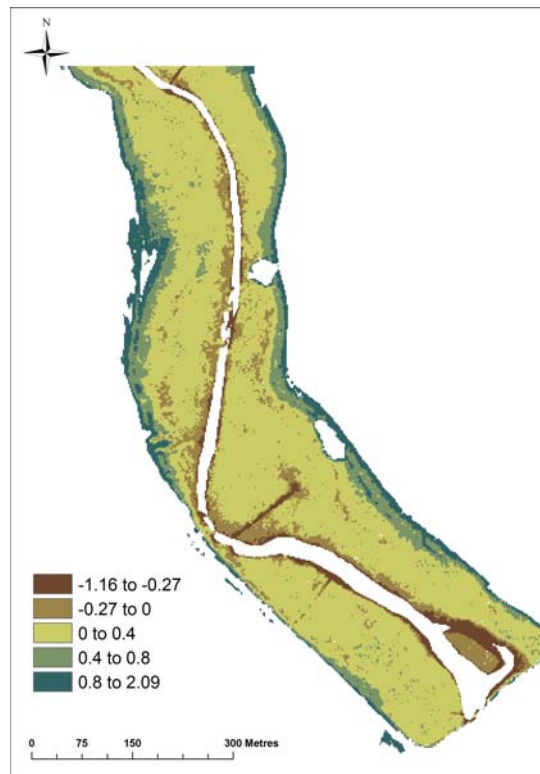 N
-1.16 to -0.27
-0.27 to 0
0 to 0.4
0.4 to 0.8
0.8 to 2.09
0 75 150 300 Metres